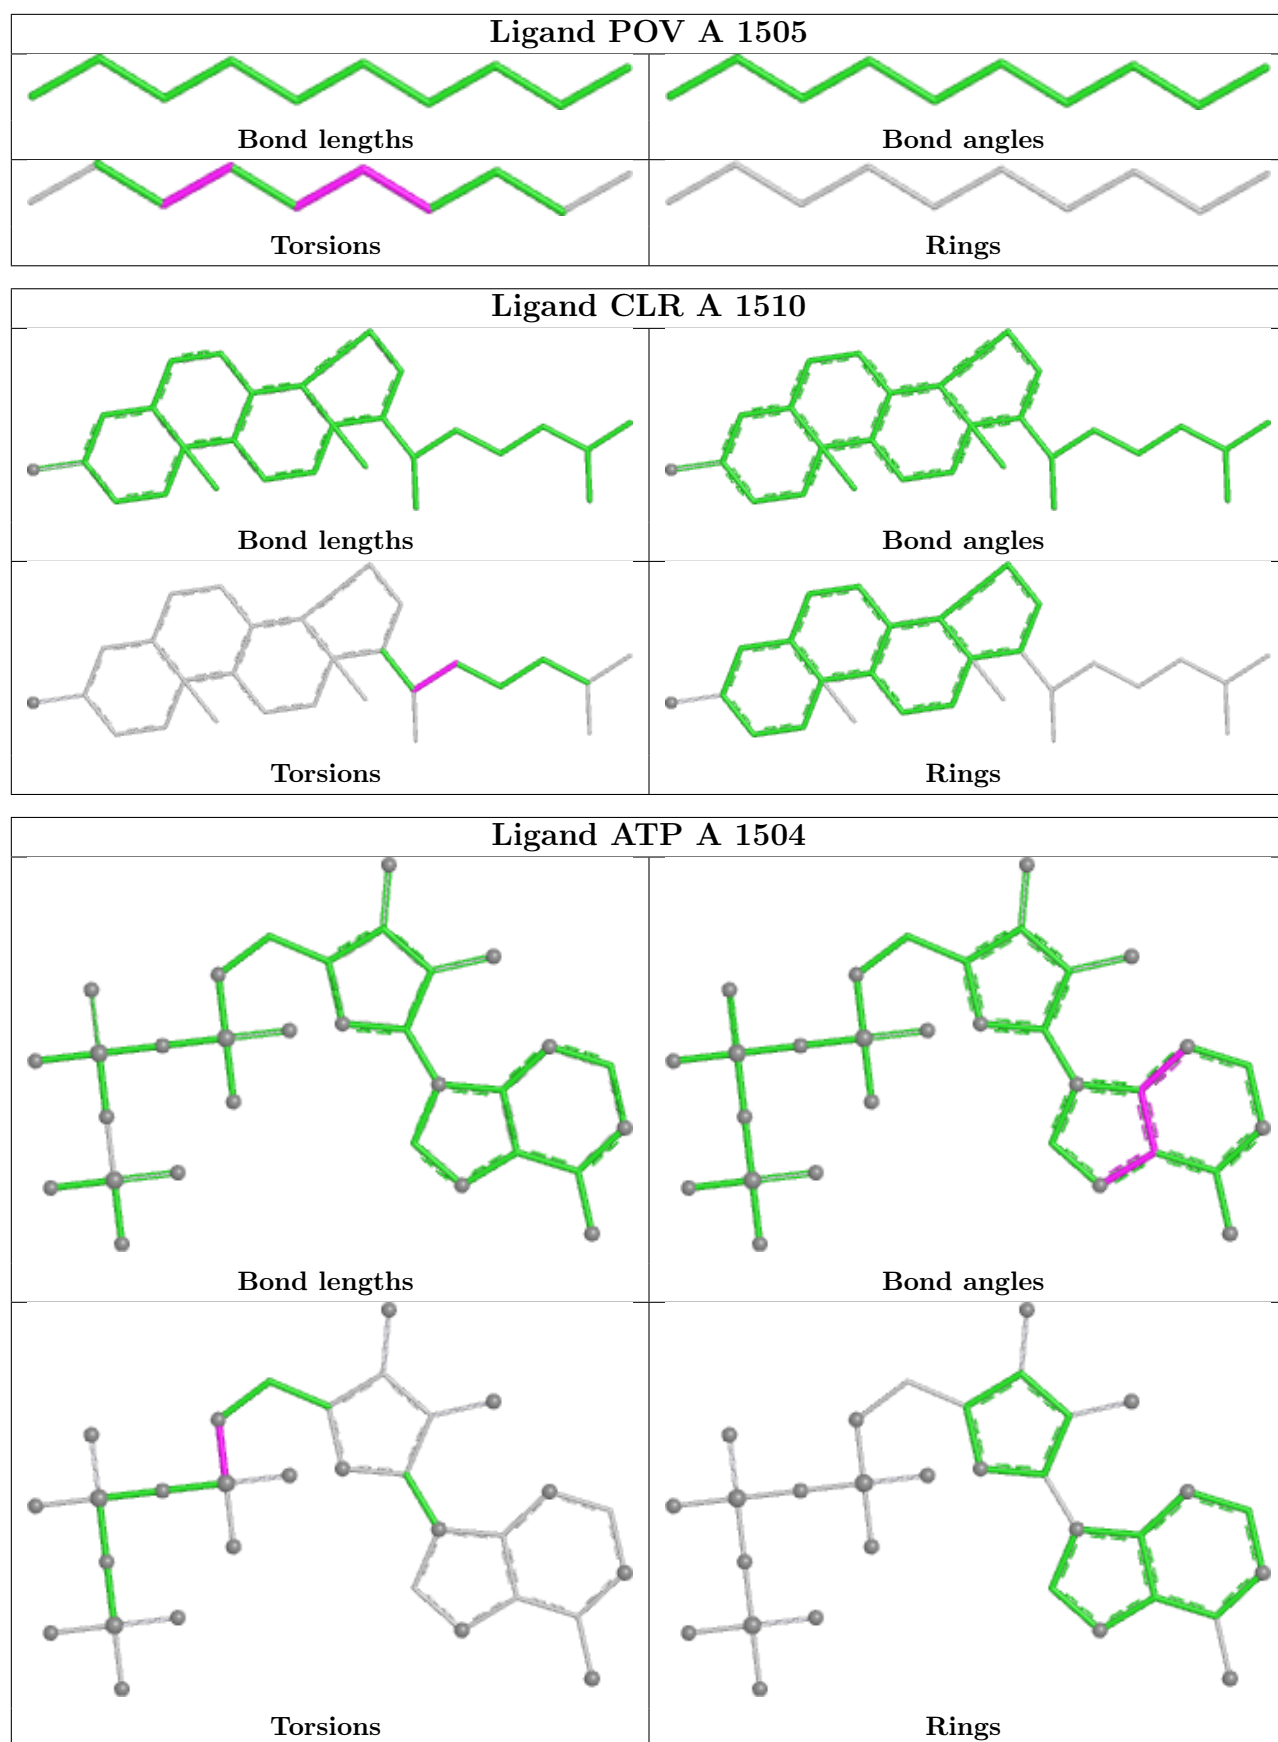 Ligand POV A 1505
Bond lengths
Bond angles
Torsions
Rings
Ligand CLR A 1510
Bond lengths
Bond angles
Torsions
Rings
Ligand ATP A 1504
Bond lengths
Bond angles
Torsions
Rings